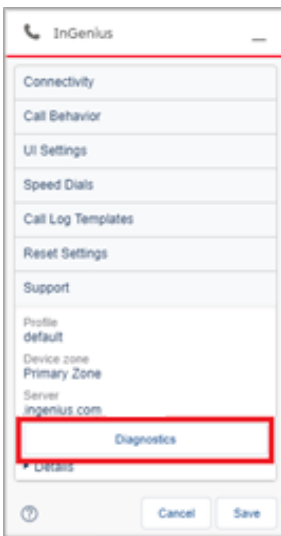 InGenius
Connectivity
Call Behavior
UI Settings
Speed Dials
Call Log Templates
Reset Settings
Support
Profile
default
Device zone
Primary Zone
Server
ingenius.com
Diagnostics
Details
Cancel Save